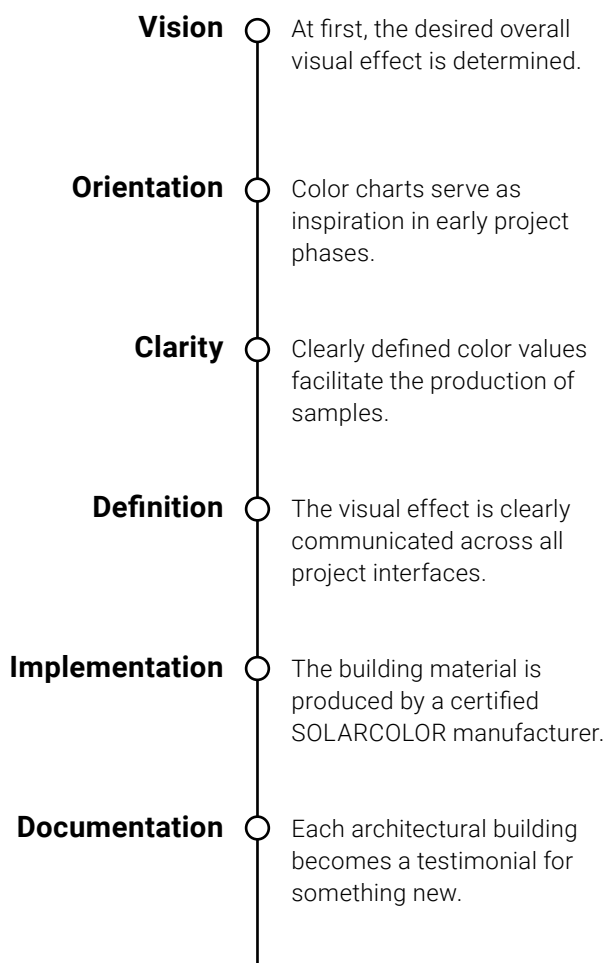 Vision
At first, the desired overall
visual effect is determined.
Orientation
Color charts serve as
inspiration in early project
phases.
Clarity
Clearly defined color values
facilitate the production of
samples.
Definition
The visual effect is clearly
communicated across all
project interfaces.
Implementation
The building material is
produced by a certified
SOLARCOLOR manufacturer.
Documentation
Each architectural building
becomes a testimonial for
something new.